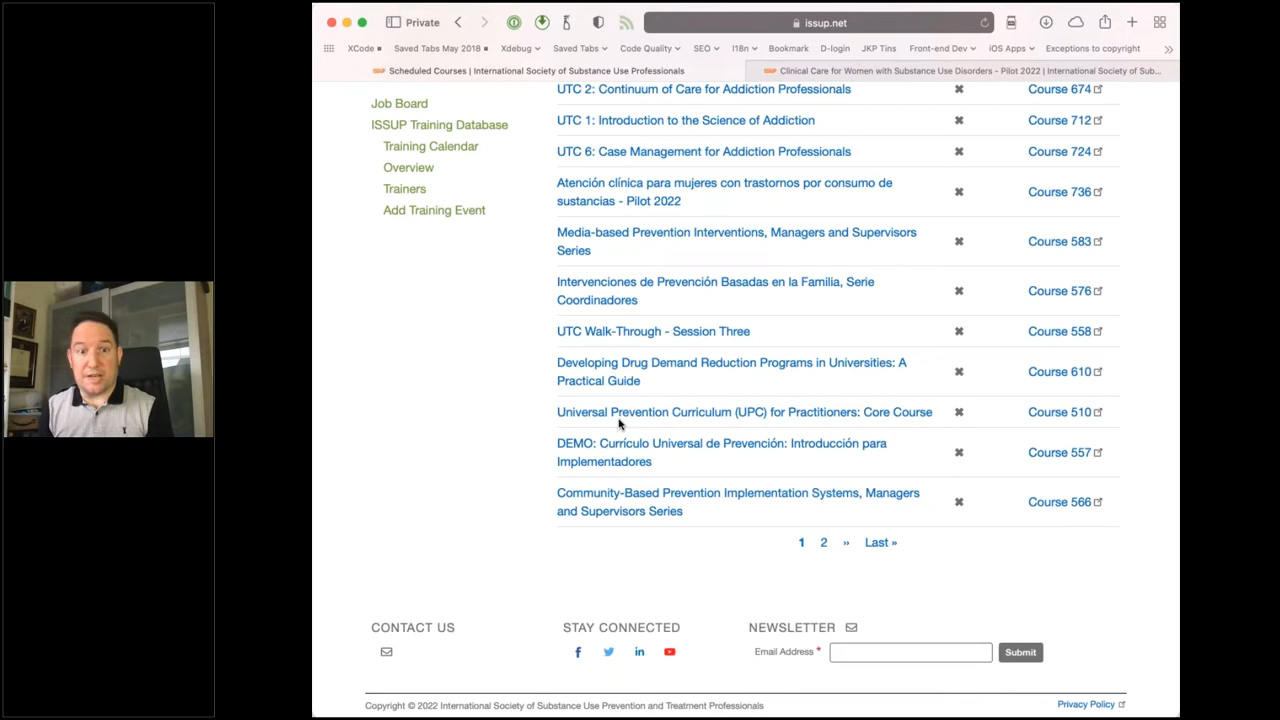 Private
issup.net
XCode
Saved Tabs May 2018
Xdebug
Saved Tabs
Code Quality
SEO
I18n
Bookmark
D-login
JKP Tins
Front-end Dev
iOS Apps
Exceptions to copyright
Scheduled Courses | International Society of Substance Use Professionals
Clinical Care for Women with Substance Use Disorders - Pilot 2022 | International Society of Sub...
Job Board
ISSUP Training Database
Training Calendar
Overview
Trainers
Add Training Event
UTC 2: Continuum of Care for Addiction Professionals
Course 674
UTC 1: Introduction to the Science of Addiction
Course 712
UTC 6: Case Management for Addiction Professionals
Course 724
Atención clínica para mujeres con trastornos por consumo de
sustancias - Pilot 2022
Course 736
Media-based Prevention Interventions, Managers and Supervisors
Series
Course 583
Intervenciones de Prevención Basadas en la Familia, Serie
Coordinadores
Course 576
UTC Walk-Through - Session Three
Course 558
Developing Drug Demand Reduction Programs in Universities: A
Practical Guide
Course 610
Universal Prevention Curriculum (UPC) for Practitioners: Core Course
Course 510
DEMO: Currículo Universal de Prevención: Introducción para
Implementadores
Course 557
Community-Based Prevention Implementation Systems, Managers
and Supervisors Series
Course 566
1 2 ›› Last »
CONTACT US
STAY CONNECTED
NEWSLETTER
Email Address *
Submit
Copyright © 2022 International Society of Substance Use Prevention and Treatment Professionals
Privacy Policy